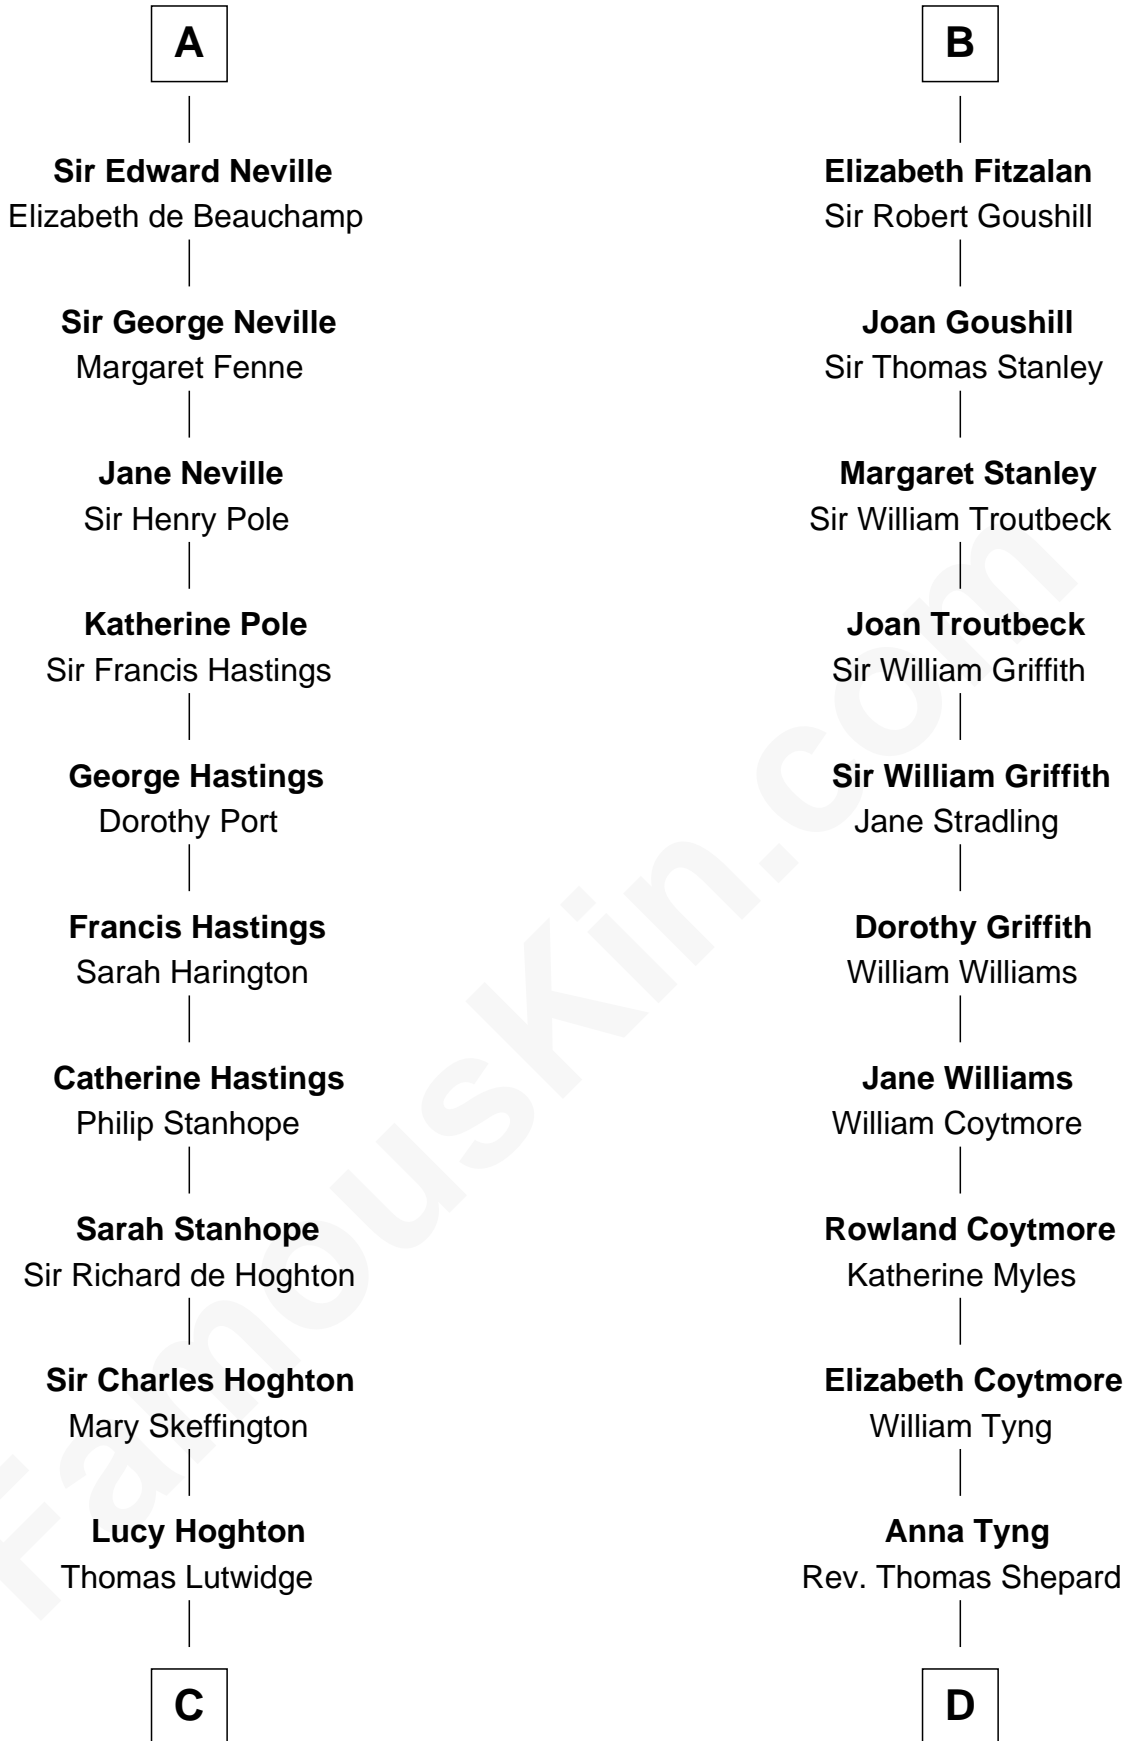 A
Sir Edward Neville
Elizabeth de Beauchamp
Sir George Neville
Margaret Fenne
Jane Neville
Sir Henry Pole
Katherine Pole
Sir Francis Hastings
George Hastings
Dorothy Port
Francis Hastings
Sarah Harington
Catherine Hastings
Philip Stanhope
Sarah Stanhope
Sir Richard de Hoghton
Sir Charles Hoghton
Mary Skeffington
Lucy Hoghton
Thomas Lutwidge
C
B
Elizabeth Fitzalan
Sir Robert Goushill
Joan Goushill
Sir Thomas Stanley
Margaret Stanley
Sir William Troutbeck
Joan Troutbeck
Sir William Griffith
Sir William Griffith
Jane Stradling
Dorothy Griffith
William Williams
Jane Williams
William Coytmore
Rowland Coytmore
Katherine Myles
Elizabeth Coytmore
William Tyng
Anna Tyng
Rev. Thomas Shepard
D
FamousKin.com